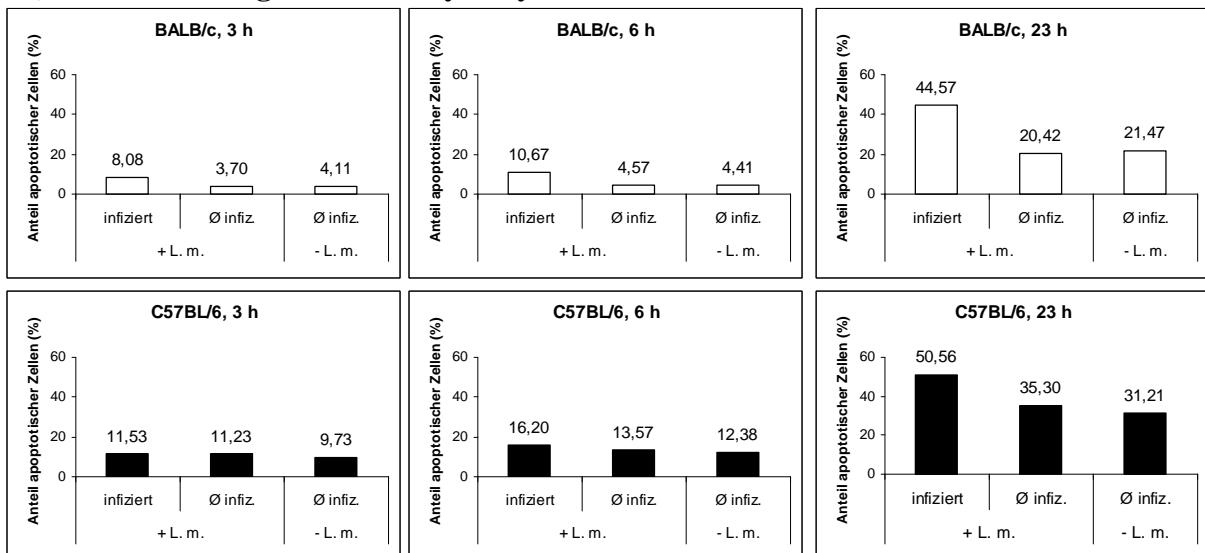 BALB/c, 3 h
Anteil apoptotischer Zellen (%)
60
40
20
0
8,08
3,70
4,11
infiziert
Ø infiz.
Ø infiz.
+ L. m.
- L. m.
BALB/c, 6 h
Anteil apoptotischer Zellen (%)
60
40
20
0
10,67
4,57
4,41
infiziert
Ø infiz.
Ø infiz.
+ L. m.
- L. m.
BALB/c, 23 h
Anteil apoptotischer Zellen (%)
60
40
20
0
44,57
20,42
21,47
infiziert
Ø infiz.
Ø infiz.
+ L. m.
- L. m.
C57BL/6, 3 h
Anteil apoptotischer Zellen (%)
60
40
20
0
11,53
11,23
9,73
infiziert
Ø infiz.
Ø infiz.
+ L. m.
- L. m.
C57BL/6, 6 h
Anteil apoptotischer Zellen (%)
60
40
20
0
16,20
13,57
12,38
infiziert
Ø infiz.
Ø infiz.
+ L. m.
- L. m.
C57BL/6, 23 h
Anteil apoptotischer Zellen (%)
60
40
20
0
50,56
35,30
31,21
infiziert
Ø infiz.
Ø infiz.
+ L. m.
- L. m.